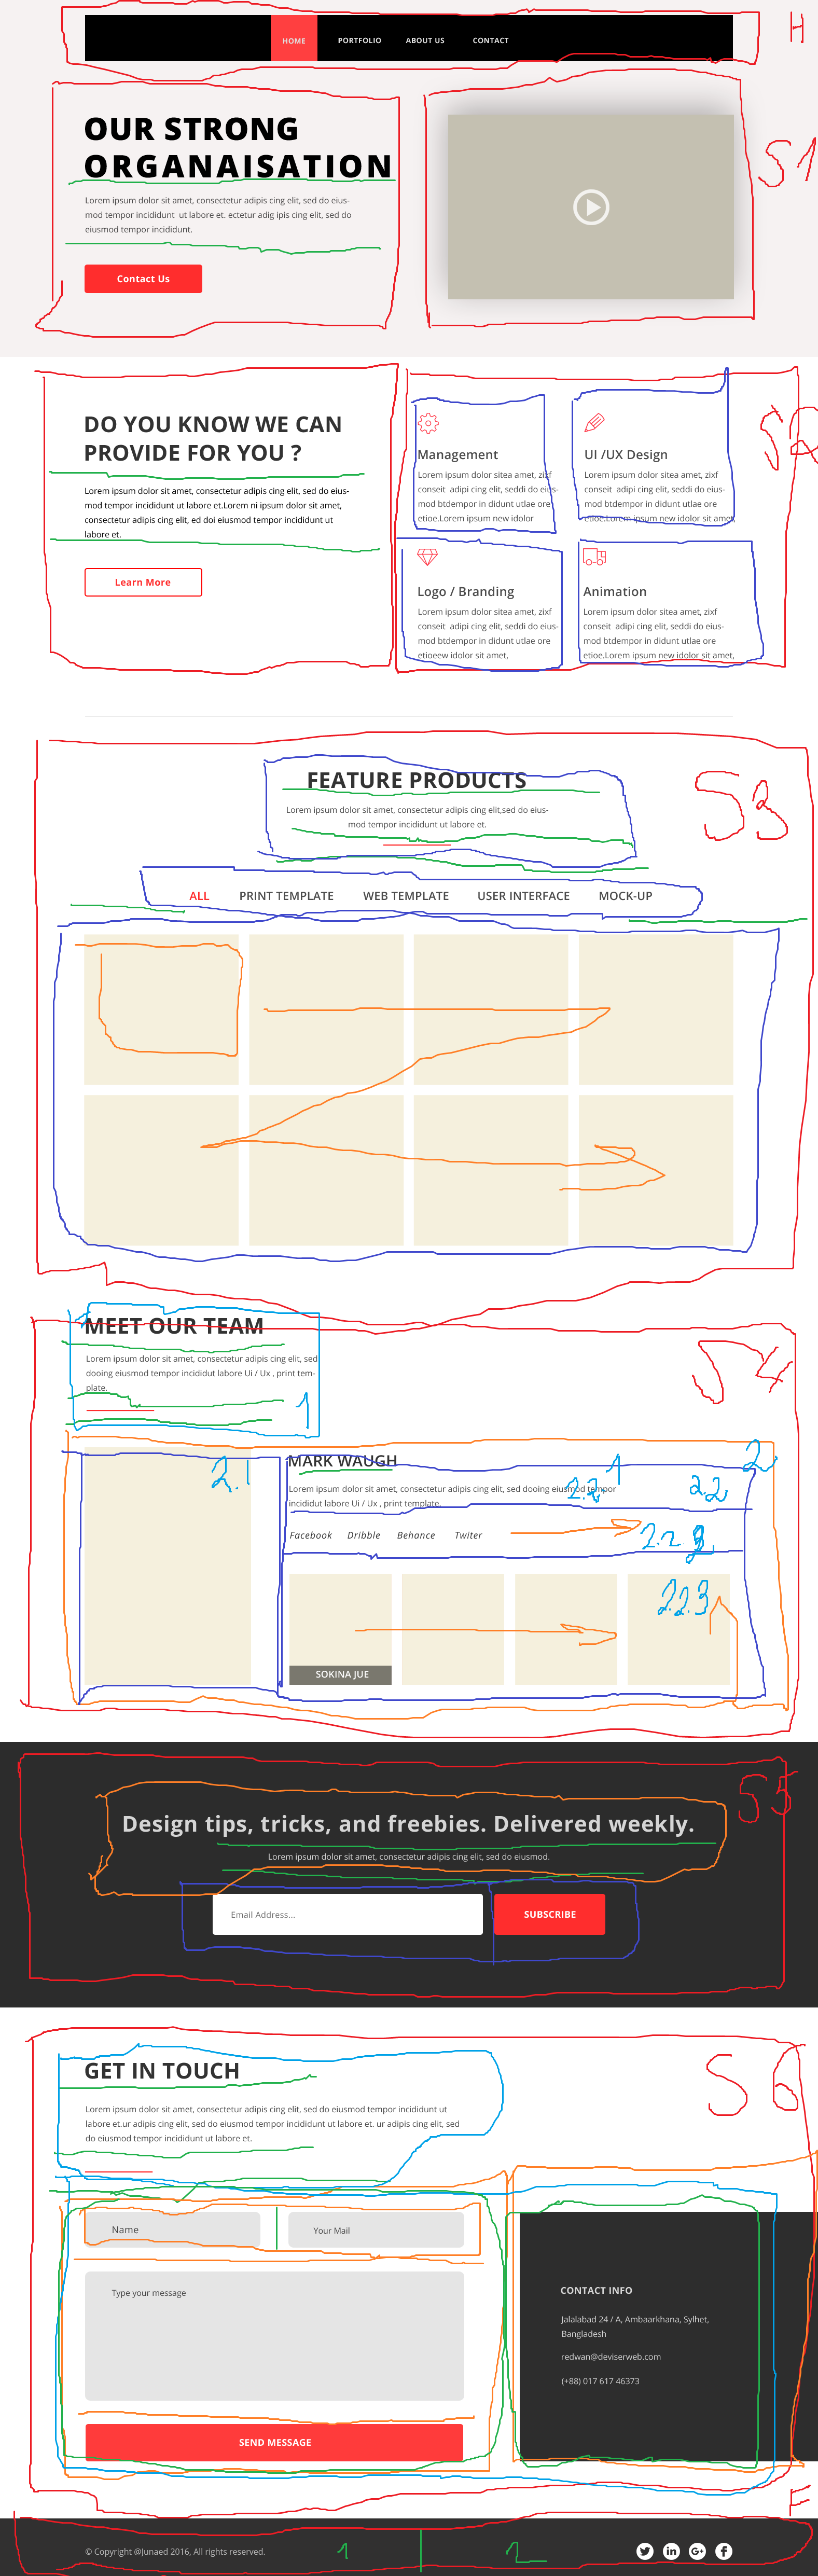 HOME PORTFOLIO ABOUT US CONTACT
H
OUR STRONG
ORGANAISATION
S1
Lorem ipsum dolor sit amet, consectetur adipis cing elit, sed do eius-
mod tempor incididunt ut labore et. ectetur adig ipis cing elit, sed do
eiusmod tempor incididunt.
Contact Us
DO YOU KNOW WE CAN
PROVIDE FOR YOU ?
Lorem ipsum dolor sit amet, consectetur adipis cing elit, sed do eius-
mod tempor incididunt ut labore et.Lorem ni ipsum dolor sit amet,
consectetur adipis cing elit, ed doi eiusmod tempor incididunt ut
labore et.
Learn More
S2
Management
Lorem ipsum dolor sitea amet, zixf
conseit adipi cing elit, seddi do eius-
mod btdempor in didunt utlae ore
etioe.Lorem ipsum new idolor
UI /UX Design
Lorem ipsum dolor sitea amet, zixf
conseit adipi cing elit, seddi do eius-
mod btdempor in didunt utlae ore
etioe.Lorem ipsum new idolor sit amet,
Logo / Branding
Lorem ipsum dolor sitea amet, zixf
conseit adipi cing elit, seddi do eius-
mod btdempor in didunt utlae ore
etioeew idolor sit amet,
Animation
Lorem ipsum dolor sitea amet, zixf
conseit adipi cing elit, seddi do eius-
mod btdempor in didunt utlae ore
etioe.Lorem ipsum new idolor sit amet,
FEATURE PRODUCTS
S3
Lorem ipsum dolor sit amet, consectetur adipis cing elit,sed do eius-
mod tempor incididunt ut labore et.
ALL PRINT TEMPLATE WEB TEMPLATE USER INTERFACE MOCK-UP
MEET OUR TEAM
S4
Lorem ipsum dolor sit amet, consectetur adipis cing elit, sed
dooing eiusmod tempor incididut labore Ui / Ux , print tem-
plate.
1
2
2.1
MARK WAUGH
Lorem ipsum dolor sit amet, consectetur adipis cing elit, sed dooing eiusmod tempor
incididut labore Ui / Ux , print template.
2.2.1
2.2
Facebook Dribble Behance Twiter
2.2.2
2.2.3
SOKINA JUE
S5
Design tips, tricks, and freebies. Delivered weekly.
Lorem ipsum dolor sit amet, consectetur adipis cing elit, sed do eiusmod.
Email Address...
SUBSCRIBE
GET IN TOUCH
S6
Lorem ipsum dolor sit amet, consectetur adipis cing elit, sed do eiusmod tempor incididunt ut
labore et.ur adipis cing elit, sed do eiusmod tempor incididunt ut labore et. ur adipis cing elit, sed
do eiusmod tempor incididunt ut labore et.
Name
Your Mail
Type your message
SEND MESSAGE
CONTACT INFO
Jalalabad 24 / A, Ambaarkhana, Sylhet,
Bangladesh
redwan@deviserweb.com
(+88) 017 617 46373
F
© Copyright @Junaed 2016, All rights reserved.
1
2